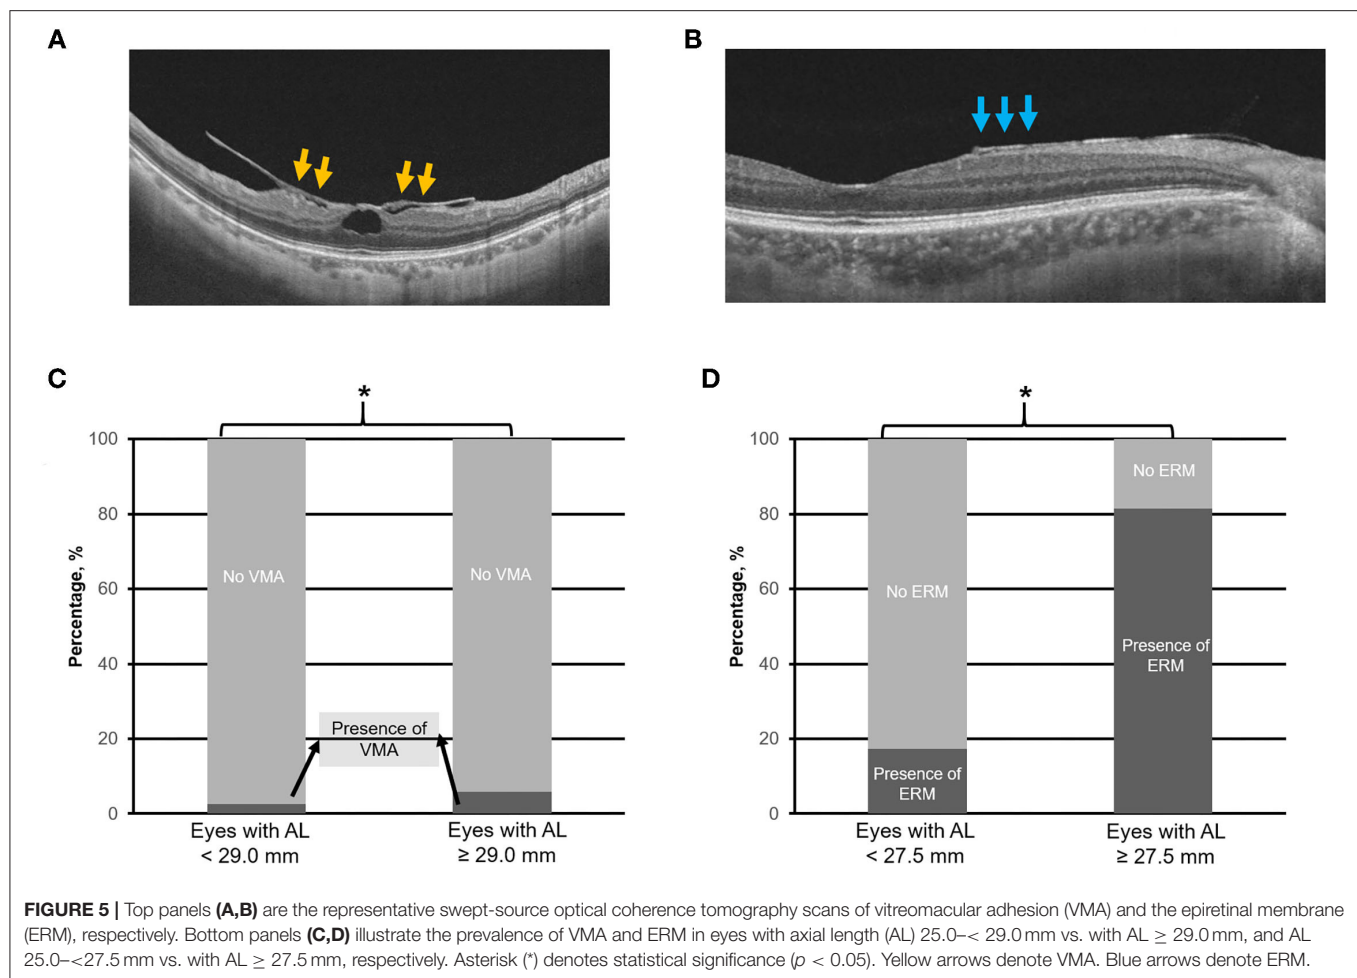 A
B
C
*
100
80
60
40
20
0
Percentage, %
No VMA
No VMA
Presence of
VMA
Eyes with AL
< 29.0 mm
Eyes with AL
≥ 29.0 mm
D
*
100
80
60
40
20
0
Percentage, %
No ERM
Presence of
ERM
No ERM
Presence of
ERM
Eyes with AL
< 27.5 mm
Eyes with AL
≥ 27.5 mm
FIGURE 5 | Top panels (A,B) are the representative swept-source optical coherence tomography scans of vitreomacular adhesion (VMA) and the epiretinal membrane
(ERM), respectively. Bottom panels (C,D) illustrate the prevalence of VMA and ERM in eyes with axial length (AL) 25.0–< 29.0 mm vs. with AL ≥ 29.0 mm, and AL
25.0–<27.5 mm vs. with AL ≥ 27.5 mm, respectively. Asterisk (*) denotes statistical significance (p < 0.05). Yellow arrows denote VMA. Blue arrows denote ERM.